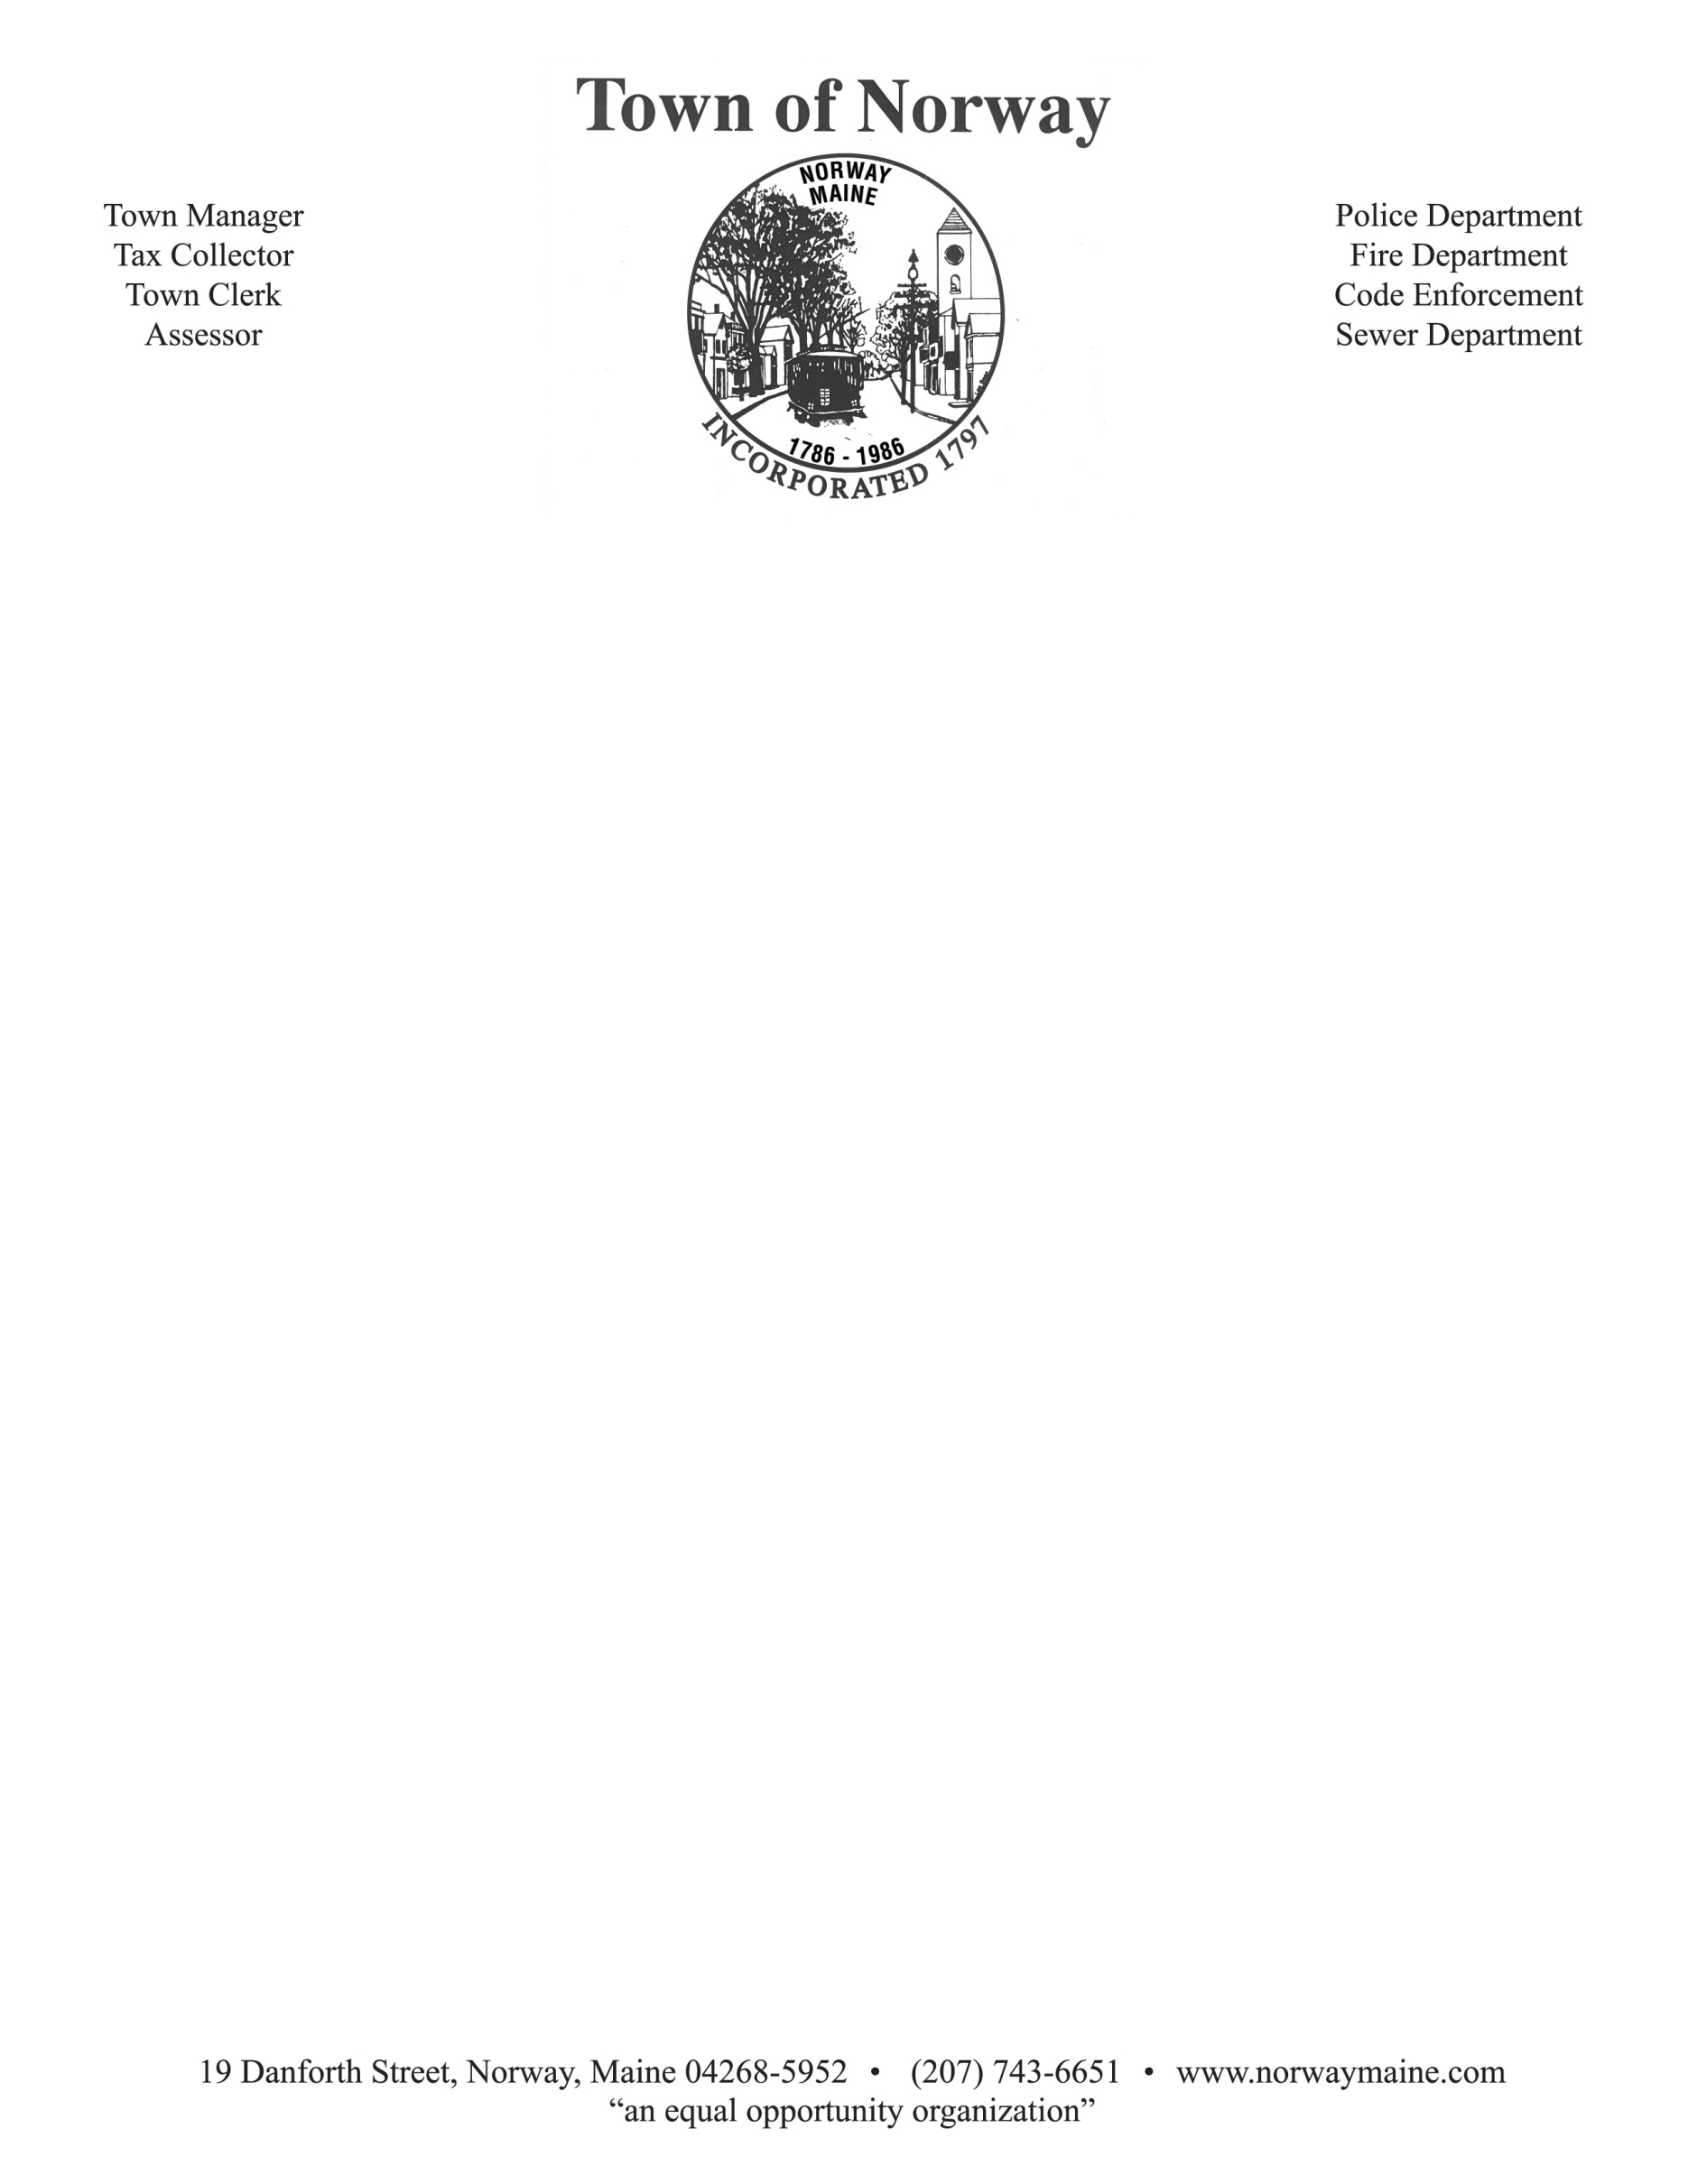 Town of Norway
NORWAY
MAINE
1786 - 1986
INCORPORATED 1797
Town Manager
Tax Collector
Town Clerk
Assessor
Police Department
Fire Department
Code Enforcement
Sewer Department
19 Danforth Street, Norway, Maine 04268-5952 • (207) 743-6651 • www.norwaymaine.com
“an equal opportunity organization”